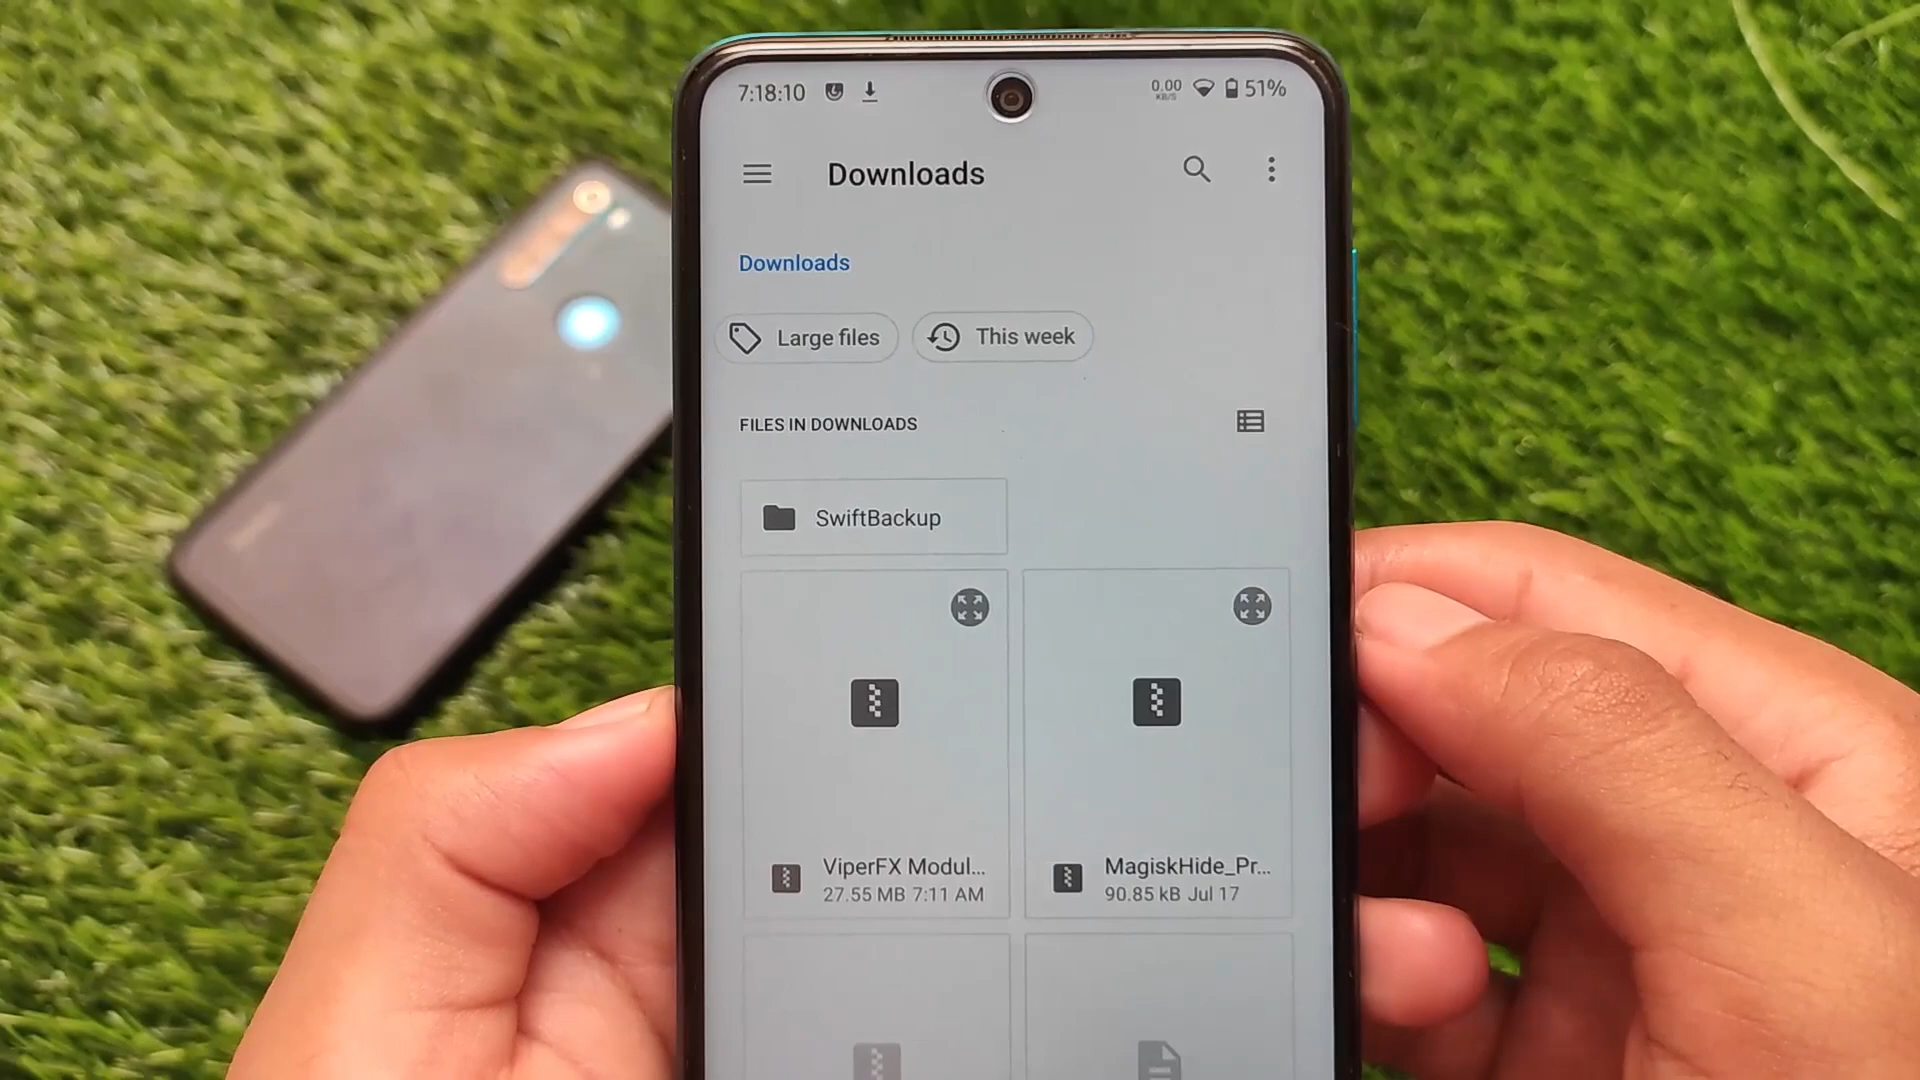 7:18:10
0.00
KB/S
51%
Downloads
Downloads
Large files
This week
FILES IN DOWNLOADS
SwiftBackup
ViperFX Modul...
27.55 MB 7:11 AM
MagiskHide_Pr...
90.85 kB Jul 17